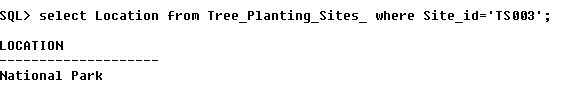 SQL> select Location from Tree_Planting_Sites_ where Site_id='TS003';
LOCATION
--------------------
National Park